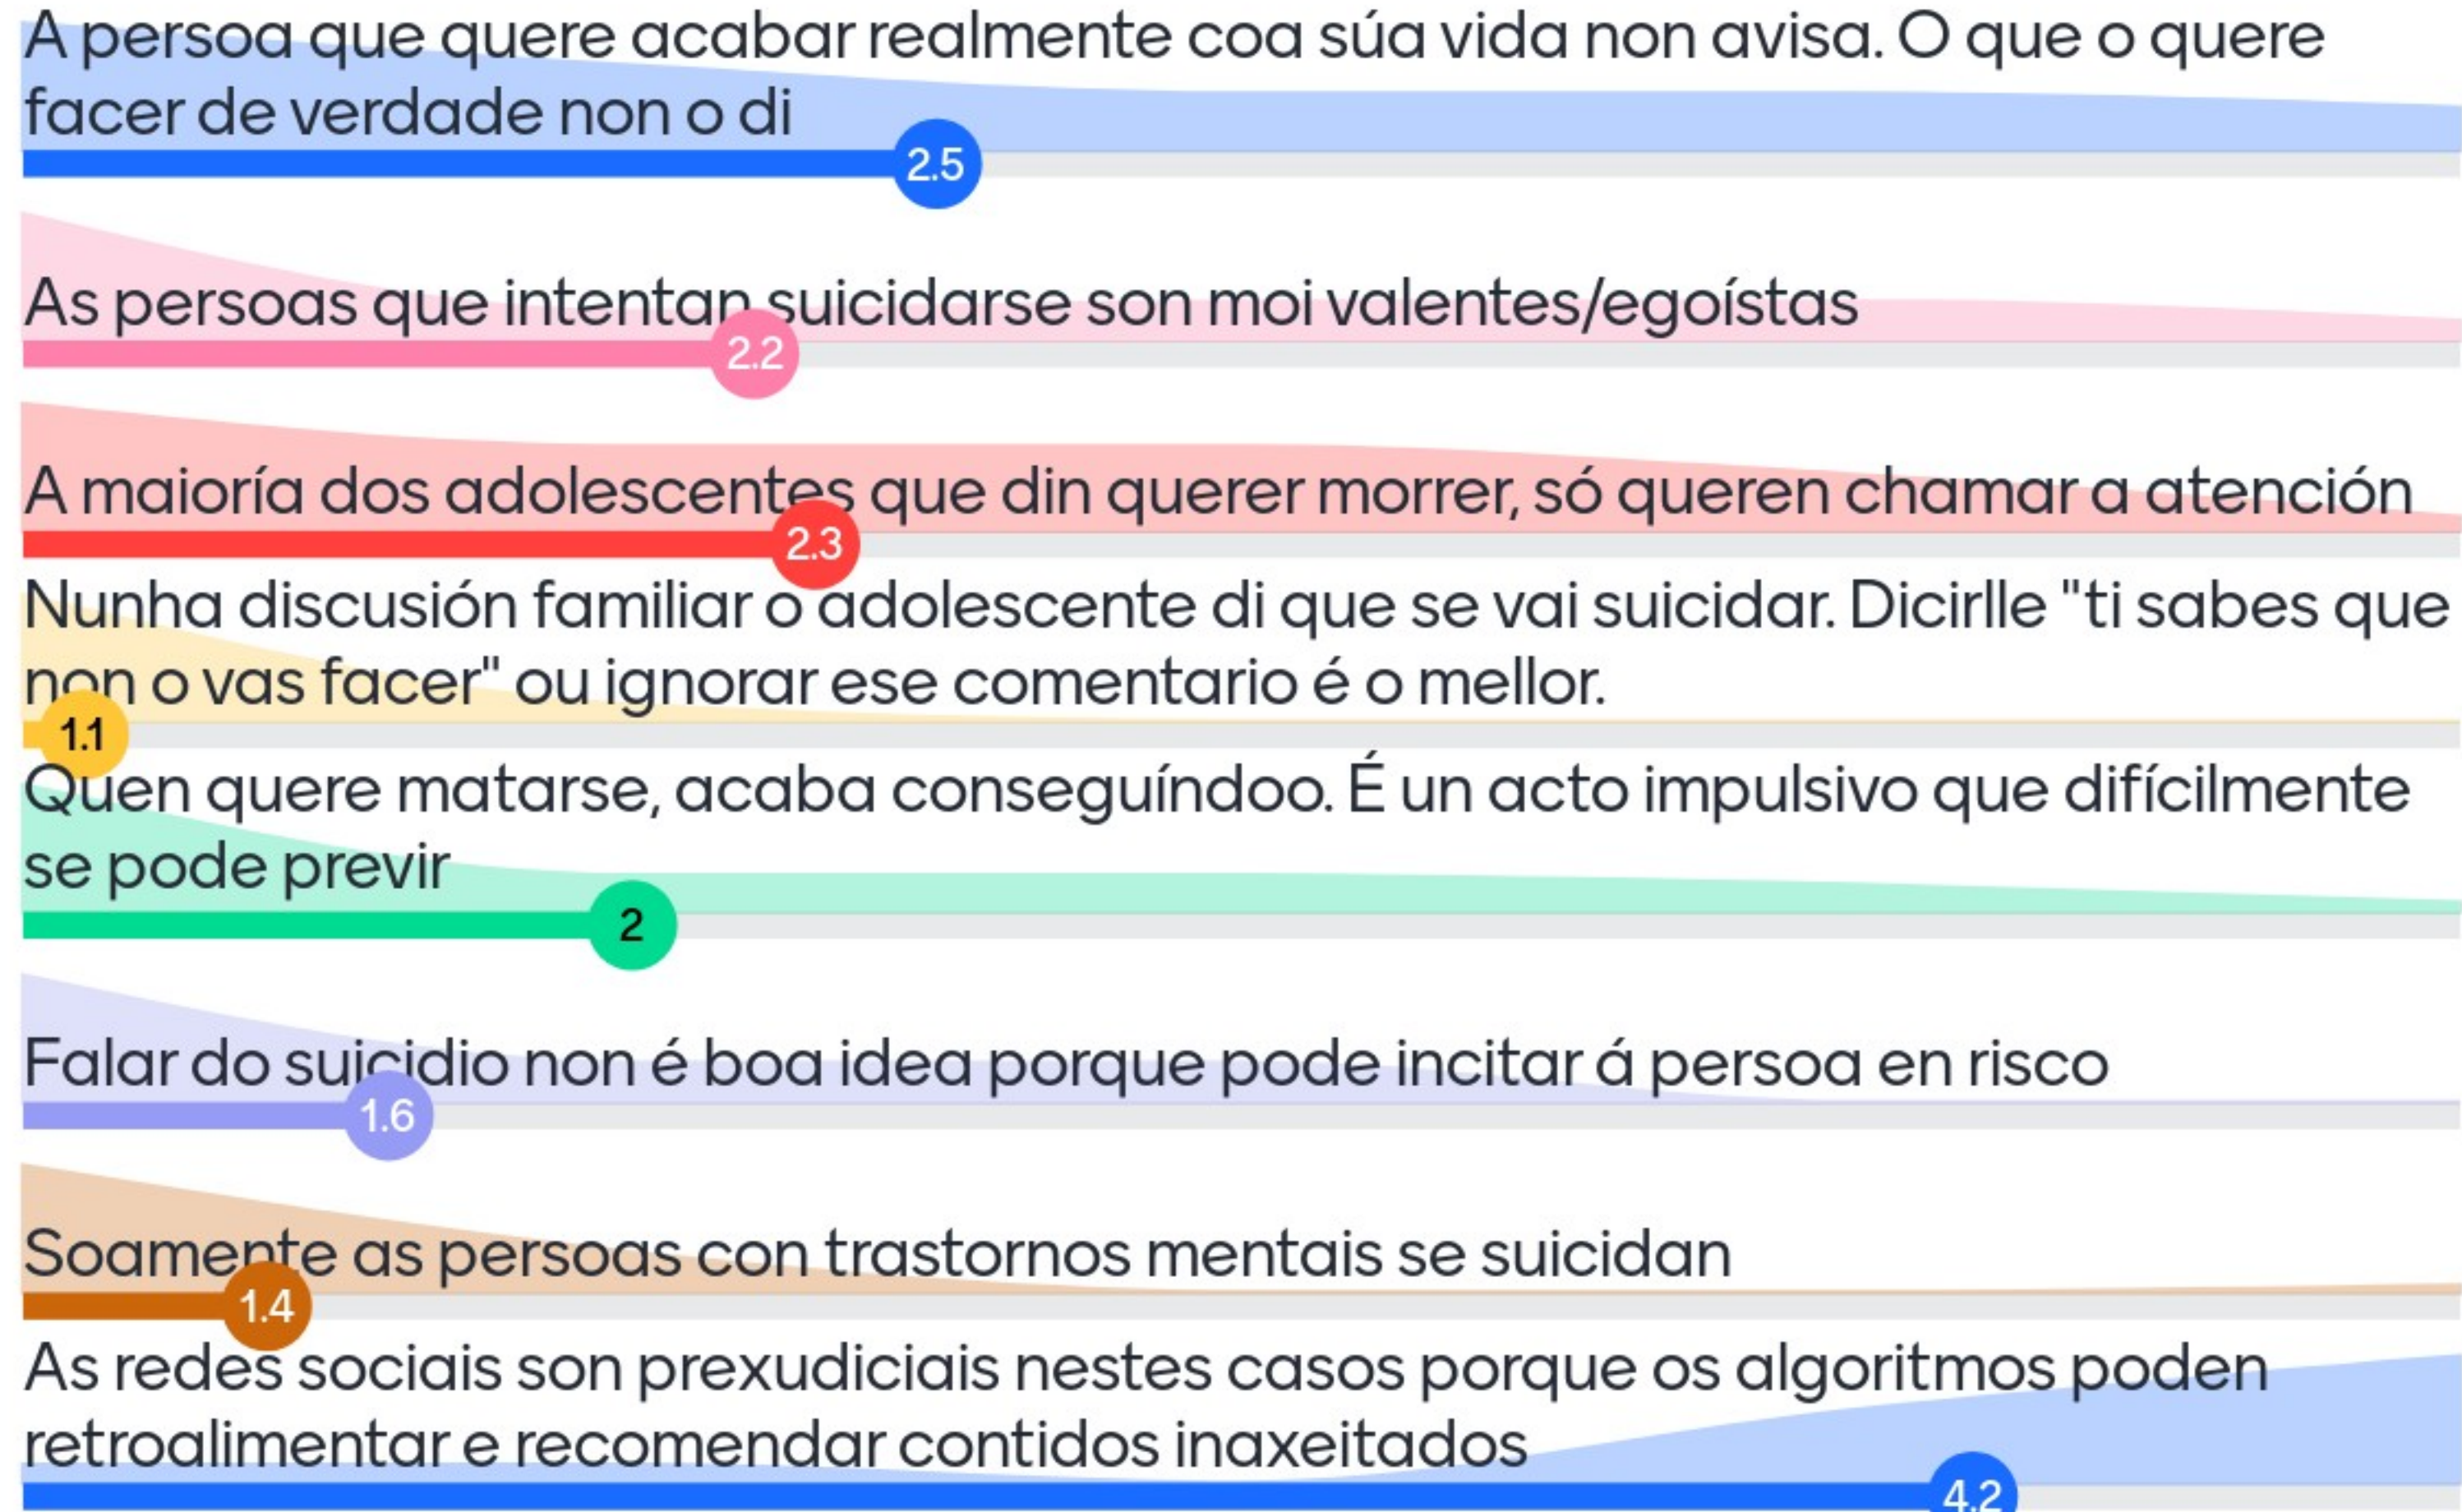 A persoa que quere acabar realmente coa súa vida non avisa. O que o quere
facer de verdade non o di
2.5
As persoas que intentan suicidarse son moi valentes/egoístas
2.2
A maioría dos adolescentes que din querer morrer, só queren chamar a atención
2.3
Nunha discusión familiar o adolescente di que se vai suicidar. Dicirlle "ti sabes que
non o vas facer" ou ignorar ese comentario é o mellor.
1.1
Quen quere matarse, acaba conseguíndoo. É un acto impulsivo que difícilmente
se pode previr
2
Falar do suicidio non é boa idea porque pode incitar á persoa en risco
1.6
Soamente as persoas con trastornos mentais se suicidan
1.4
As redes sociais son prexudiciais nestes casos porque os algoritmos poden
retroalimentar e recomendar contidos inaxeitados
4.2